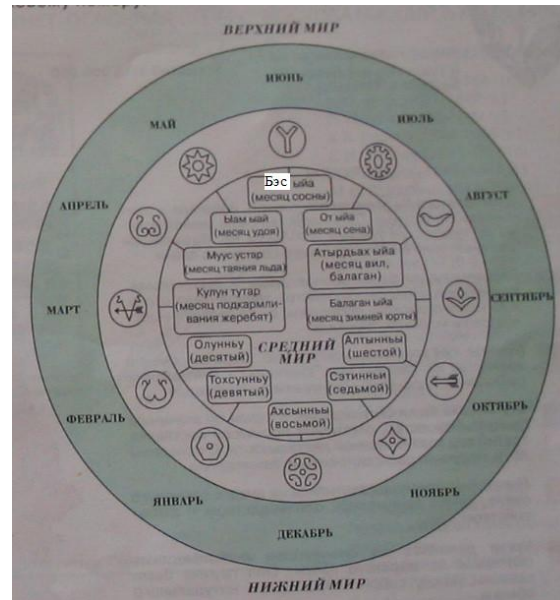 ВЕРХНИЙ МИР
ИЮНЬ
МАЙ
ИЮЛЬ
АПРЕЛЬ
АВГУСТ
МАРТ
СЕНТЯБРЬ
ФЕВРАЛЬ
ОКТЯБРЬ
ЯНВАРЬ
НОЯБРЬ
ДЕКАБРЬ
Бэс ыйа
(месяц сосны)
Ыам ый
(месяц удоя)
От ыйа
(месяц сена)
Муус устар
(месяц таяния льда)
Атырдьах ыйа
(месяц вил,
балаган)
Кулун тутар
(месяц подкармли-
вания жеребят)
Балаган ыйа
(месяц зимней юрты)
Олунньу
(десятый)
СРЕДНИЙ
МИР
Алтынньы
(шестой)
Тохсунньу
(девятый)
Сэтинньи
(седьмой)
Ахсынньы
(восьмой)
НИЖНИЙ МИР